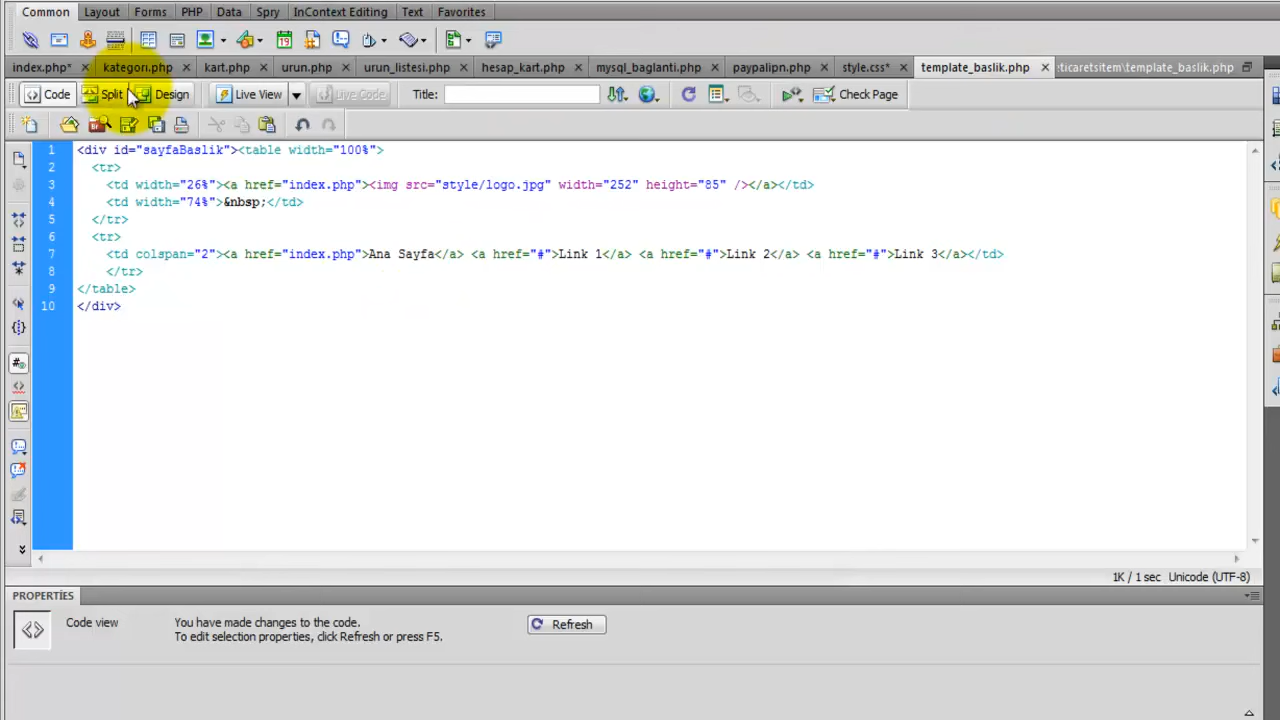 Common Layout Forms PHP Data Spry InContext Editing Text Favorites
index.php* kategori.php kart.php urun.php urun_listesi.php hesap_kart.php mysql_baglanti.php paypalipn.php style.css* template_baslik.php :ticaretsitem\template_baslik.php
Code Split Design Live View Live Code Title: Check Page
1 <div id="sayfaBaslik"><table width="100%">
2 <tr>
3 <td width="26%"><a href="index.php"><img src="style/logo.jpg" width="252" height="85" /></a></td>
4 <td width="74%">&nbsp;</td>
5 </tr>
6 <tr>
7 <td colspan="2"><a href="index.php">Ana Sayfa</a> <a href="#">Link 1</a> <a href="#">Link 2</a> <a href="#">Link 3</a></td>
8 </tr>
9 </table>
10 </div>
1K / 1 sec Unicode (UTF-8)
PROPERTİES
Code view
You have made changes to the code.
To edit selection properties, click Refresh or press F5.
Refresh